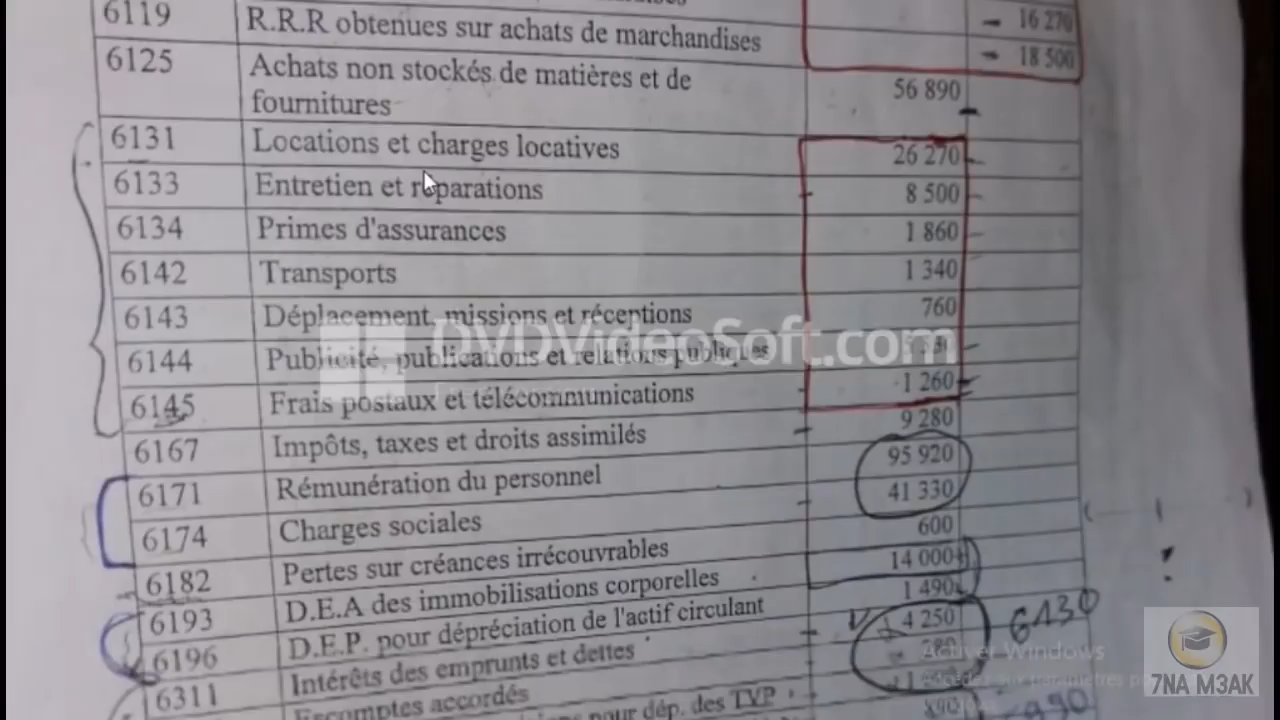 6119 R.R.R obtenues sur achats de marchandises - 16 270
- 18 500
6125 Achats non stockés de matières et de
fournitures 56 890
6131 Locations et charges locatives 26 270
6133 Entretien et réparations 8 500
6134 Primes d'assurances 1 860
6142 Transports 1 340
6143 Déplacement, missions et réceptions 760
6144 Publicité, publications et relations publiques
6145 Frais postaux et télécommunications 1 260
6167 Impôts, taxes et droits assimilés 9 280
6171 Rémunération du personnel 95 920
6174 Charges sociales 41 330
6182 Pertes sur créances irrécouvrables 600
6193 D.E.A des immobilisations corporelles 14 000
6196 D.E.P. pour dépréciation de l'actif circulant 1 490
6311 Intérêts des emprunts et dettes 4 250
6130
Escomptes accordés
pour dép. des TVP
DVDVideoSoft.com
Activer Windows
7NA M3AK